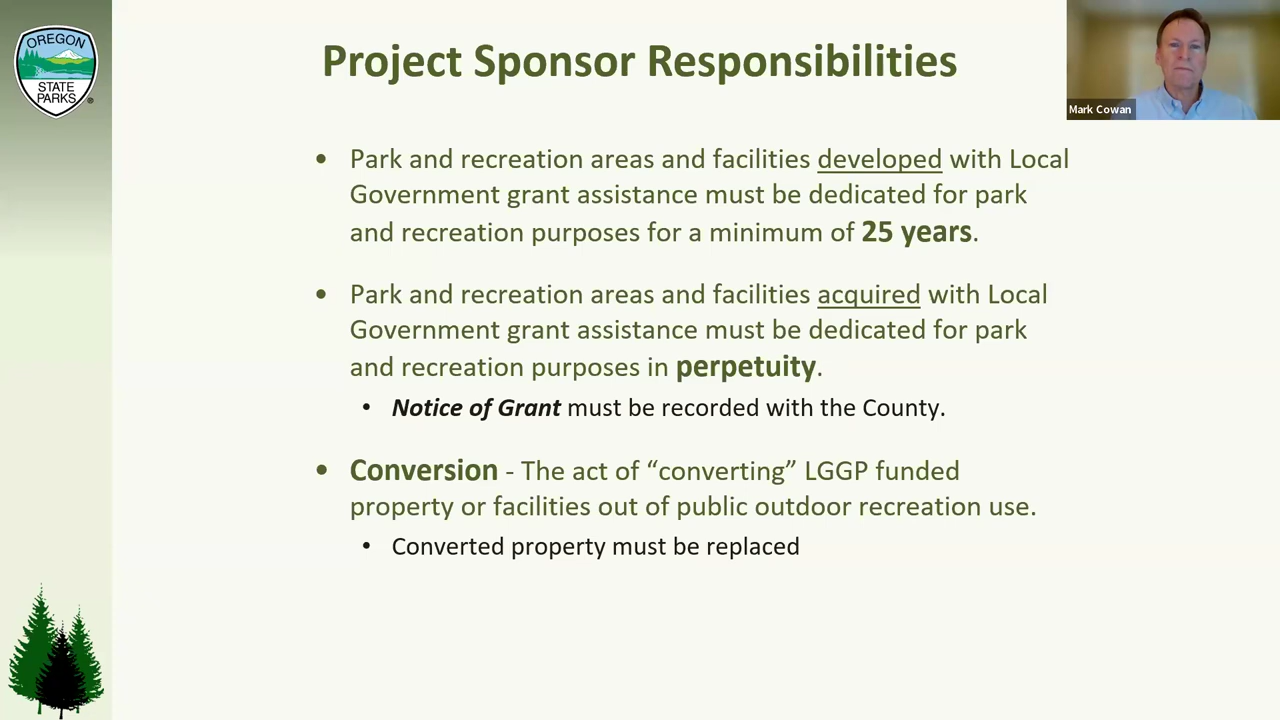 OREGON
STATE
PARKS
Project Sponsor Responsibilities
Mark Cowan
• Park and recreation areas and facilities developed with Local
Government grant assistance must be dedicated for park
and recreation purposes for a minimum of 25 years.
• Park and recreation areas and facilities acquired with Local
Government grant assistance must be dedicated for park
and recreation purposes in perpetuity.
• Notice of Grant must be recorded with the County.
• Conversion - The act of “converting” LGGP funded
property or facilities out of public outdoor recreation use.
• Converted property must be replaced